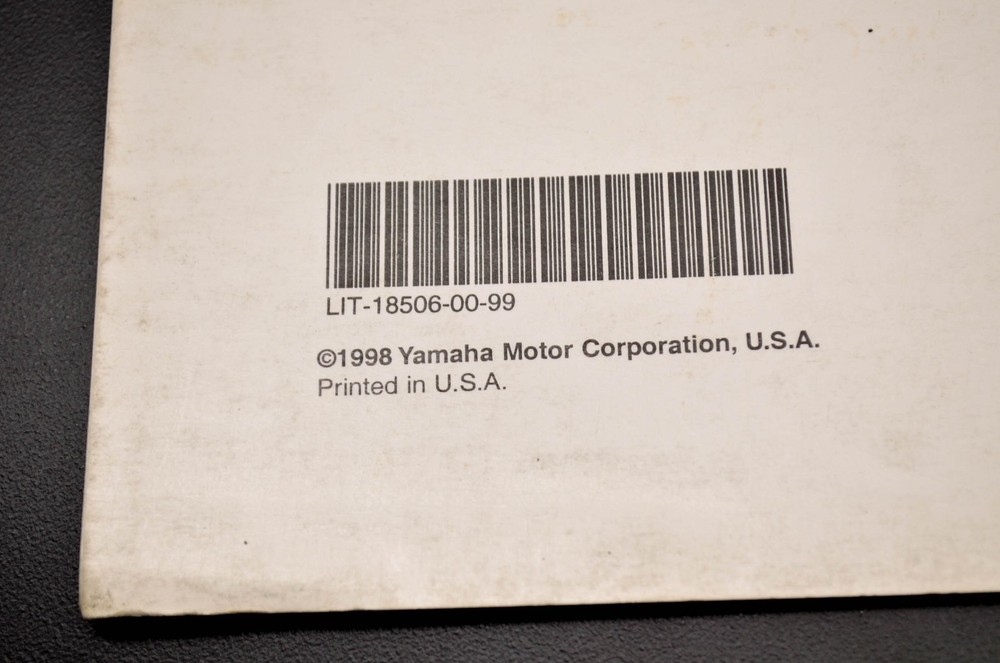 LIT-18506-00-99
©1998 Yamaha Motor Corporation, U.S.A.
Printed in U.S.A.